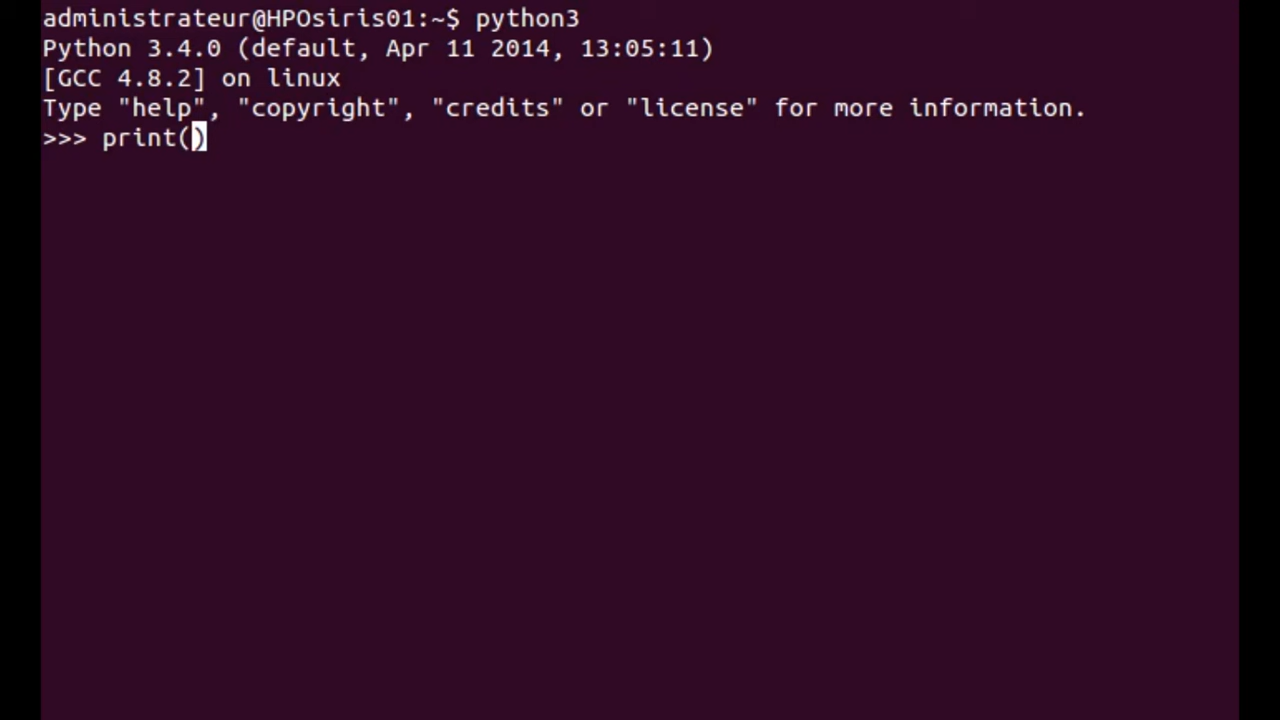 administrateur@HPOsiris01:~$ python3
Python 3.4.0 (default, Apr 11 2014, 13:05:11)
[GCC 4.8.2] on linux
Type "help", "copyright", "credits" or "license" for more information.
>>> print()